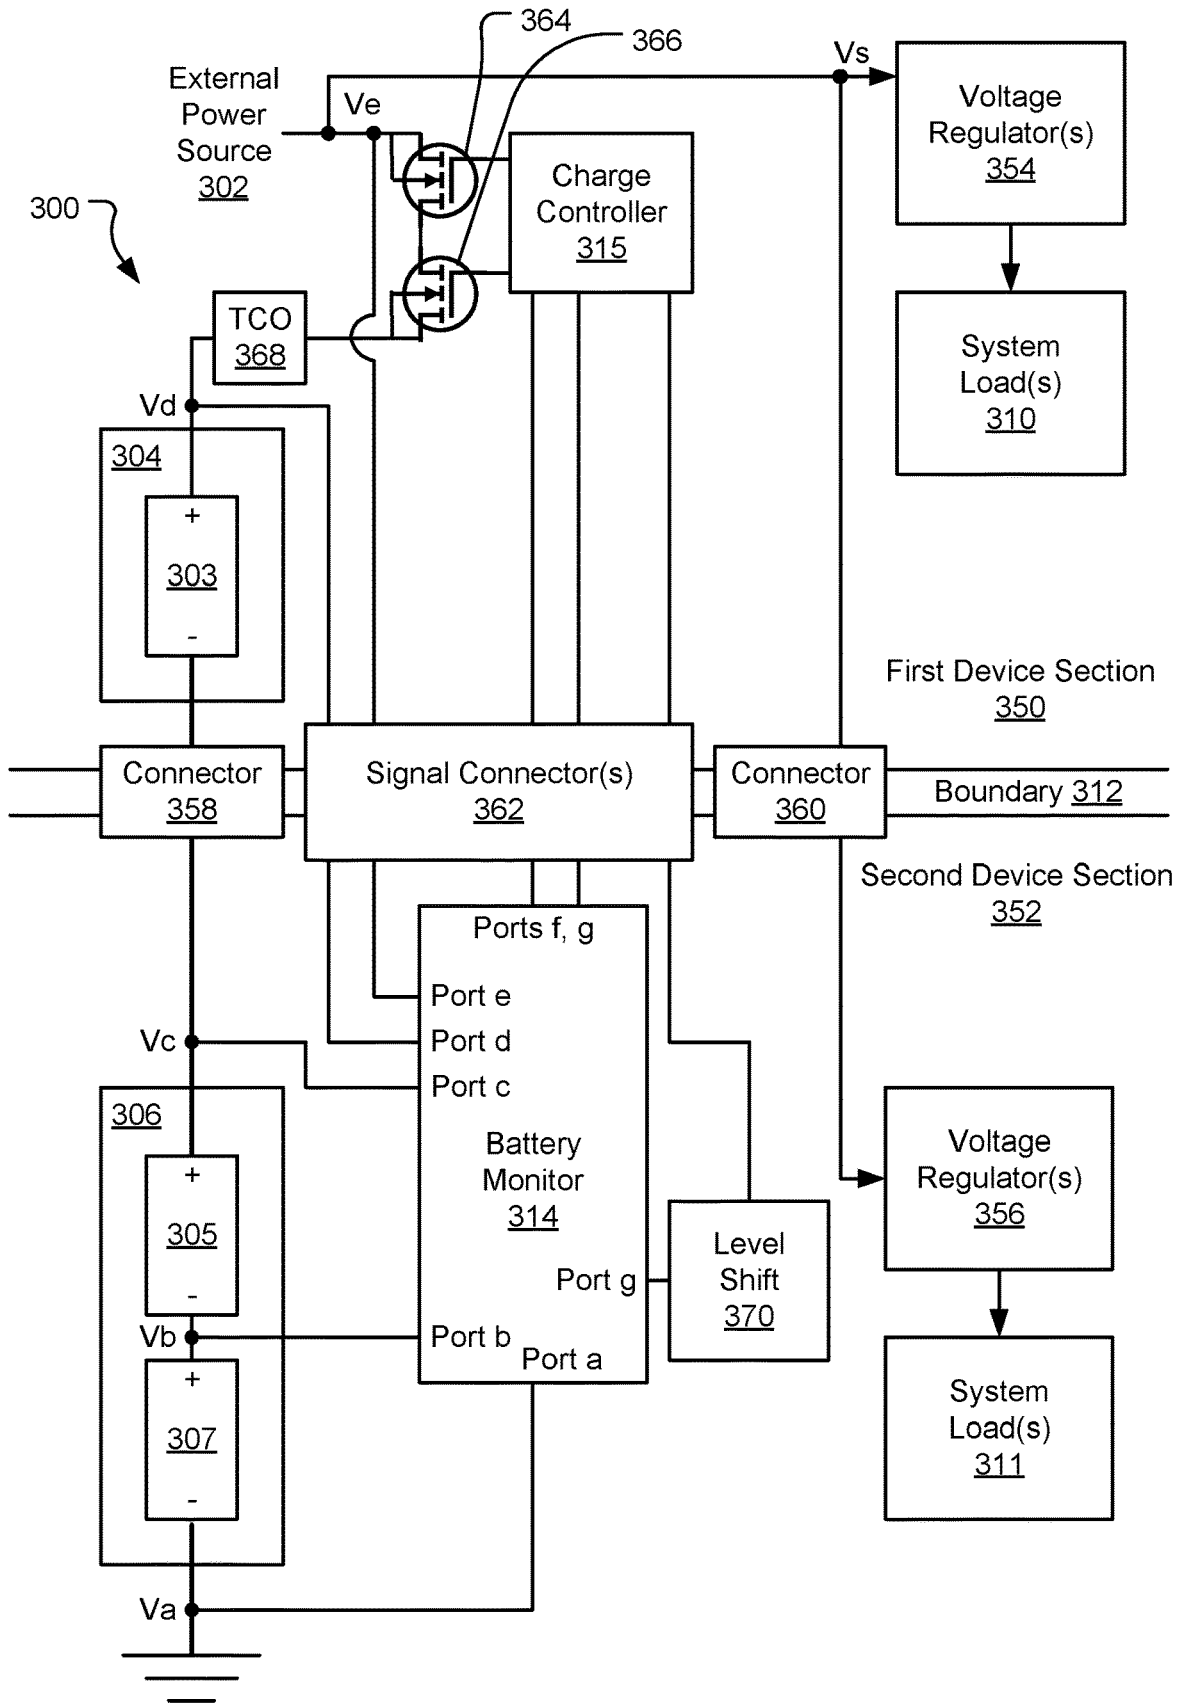 364
366
External
Power
Source
302
Ve
Vs
Voltage
Regulator(s)
354
Charge
Controller
315
300
TCO
368
System
Load(s)
310
Vd
304
+
303
-
First Device Section
350
Connector
358
Signal Connector(s)
362
Connector
360
Boundary 312
Second Device Section
352
Ports f, g
Port e
Vc
Port d
Port c
306
Battery
Monitor
314
Voltage
Regulator(s)
356
+
305
-
Level
Shift
370
Port g
Vb
Port b
Port a
+
307
-
System
Load(s)
311
Va